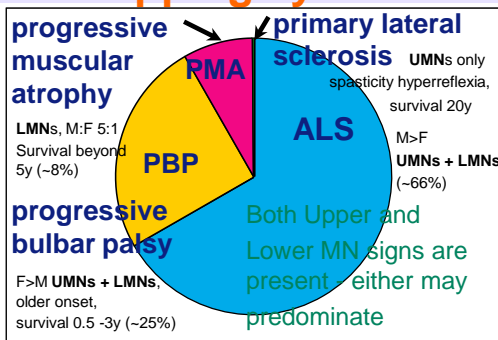 progressive
muscular
atrophy
LMNs, M:F 5:1
Survival beyond
5y (~8%)
PMA
primary lateral
sclerosis
UMNs only
spasticity hyperreflexia,
survival 20y
ALS
M>F
UMNs + LMNs
(~66%)
PBP
progressive
bulbar palsy
F>M UMNs + LMNs,
older onset,
survival 0.5 -3y (~25%)
Both Upper and
Lower MN signs are
present - either may
predominate